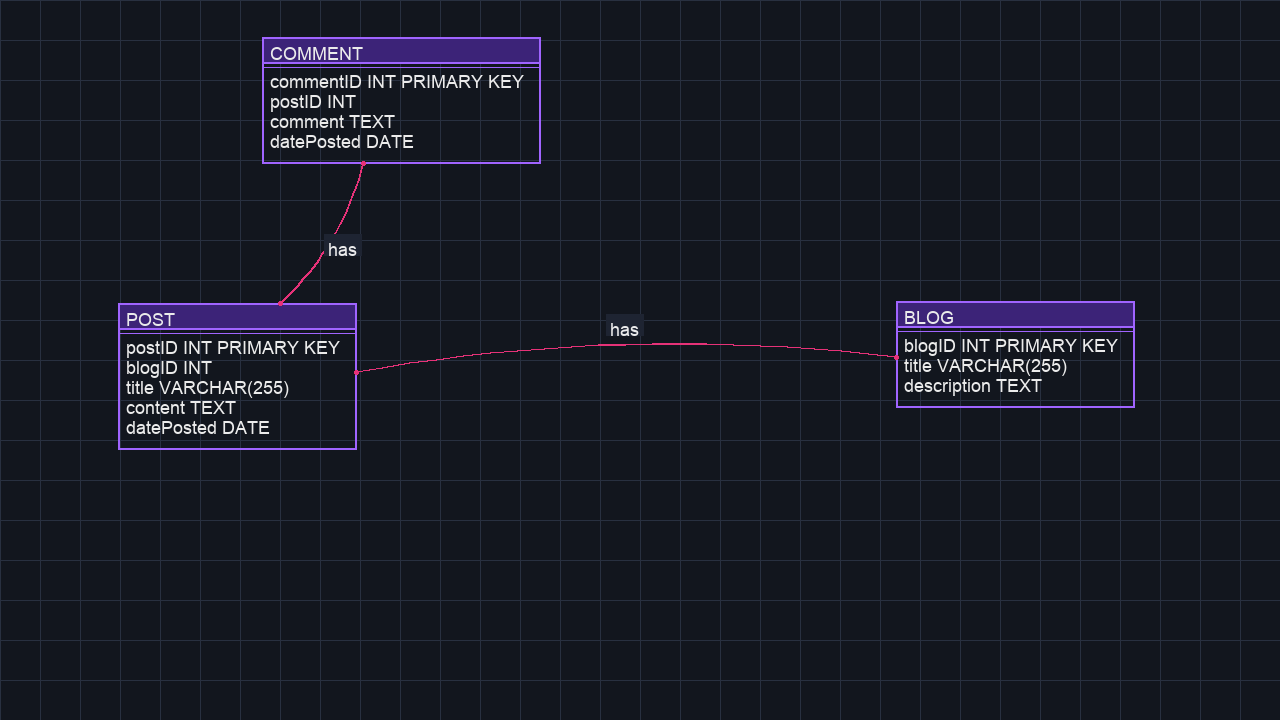 COMMENT
commentID INT PRIMARY KEY
postID INT
comment TEXT
datePosted DATE
has
POST
postID INT PRIMARY KEY
blogID INT
title VARCHAR(255)
content TEXT
datePosted DATE
has
BLOG
blogID INT PRIMARY KEY
title VARCHAR(255)
description TEXT